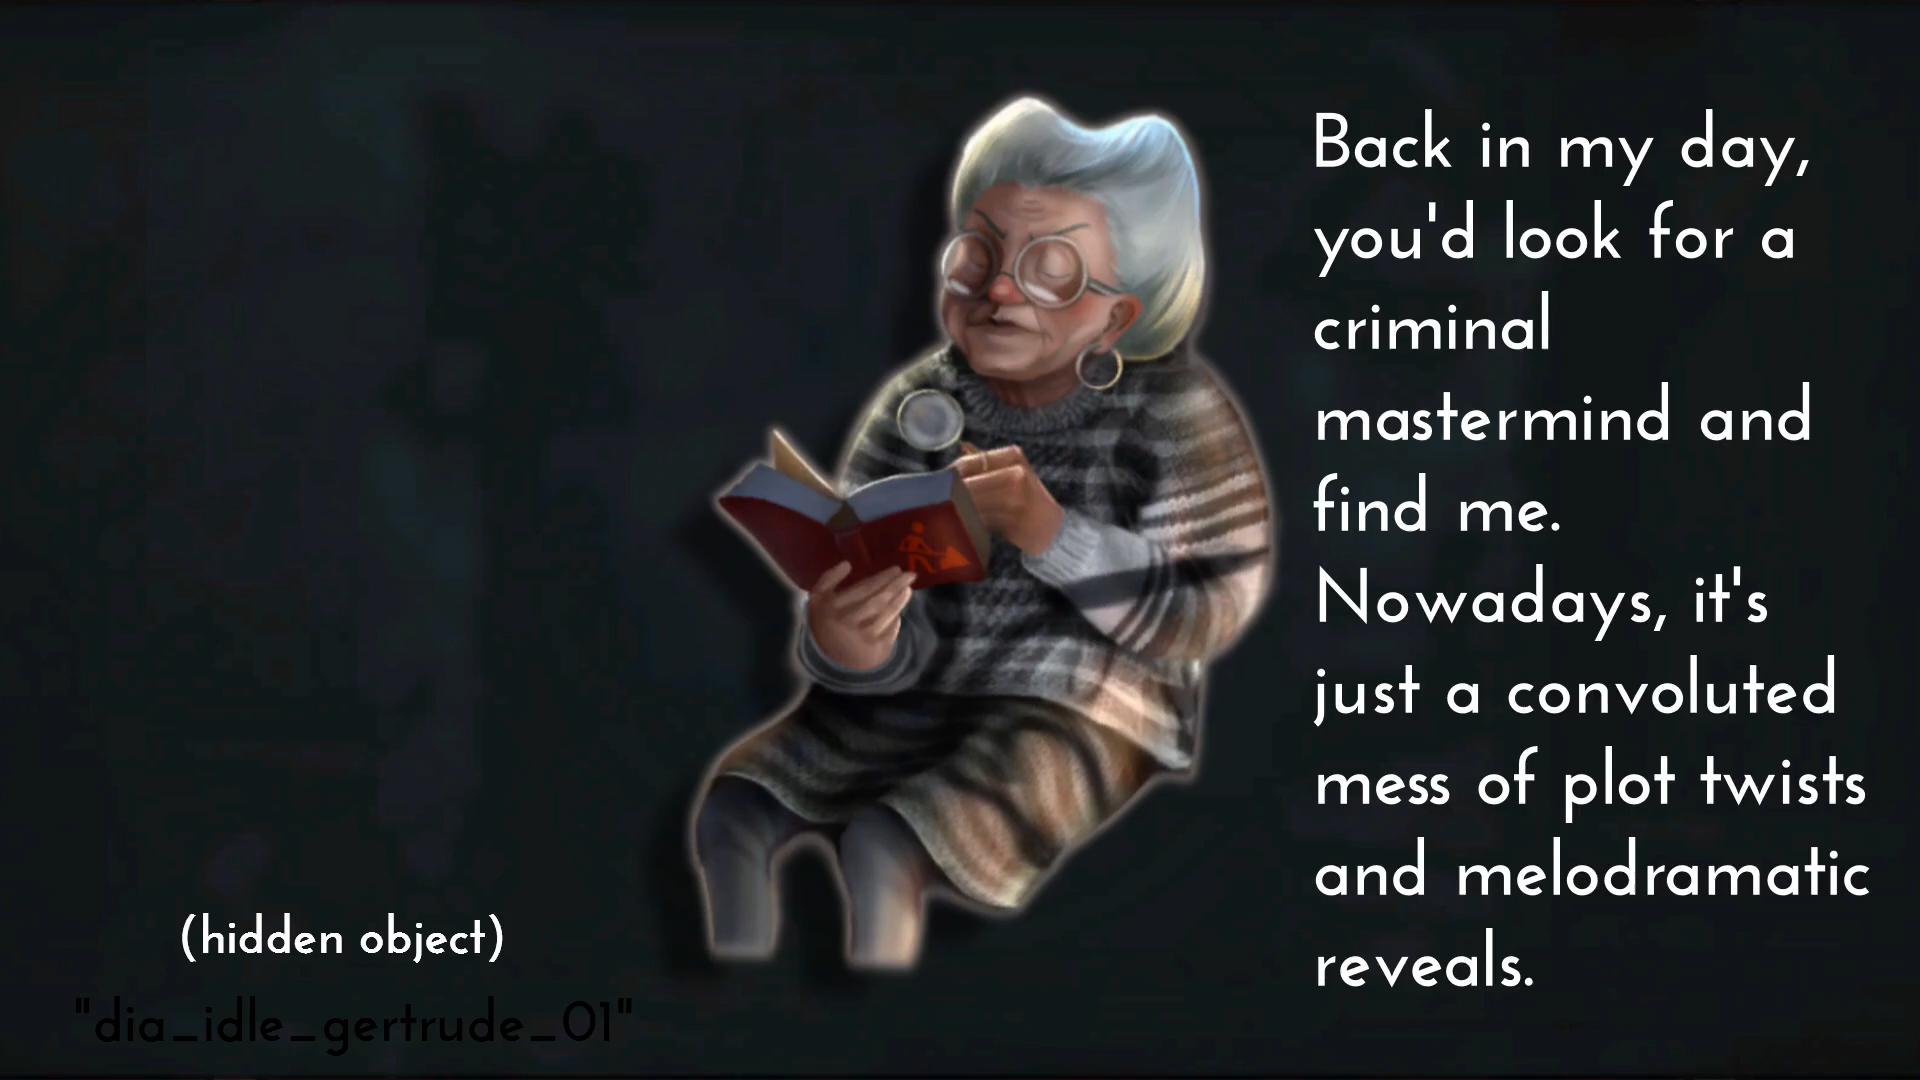 Back in my day,
you'd look for a
criminal
mastermind and
find me.
Nowadays, it's
just a convoluted
mess of plot twists
and melodramatic
reveals.
(hidden object)
"dia_idle_gertrude_01"